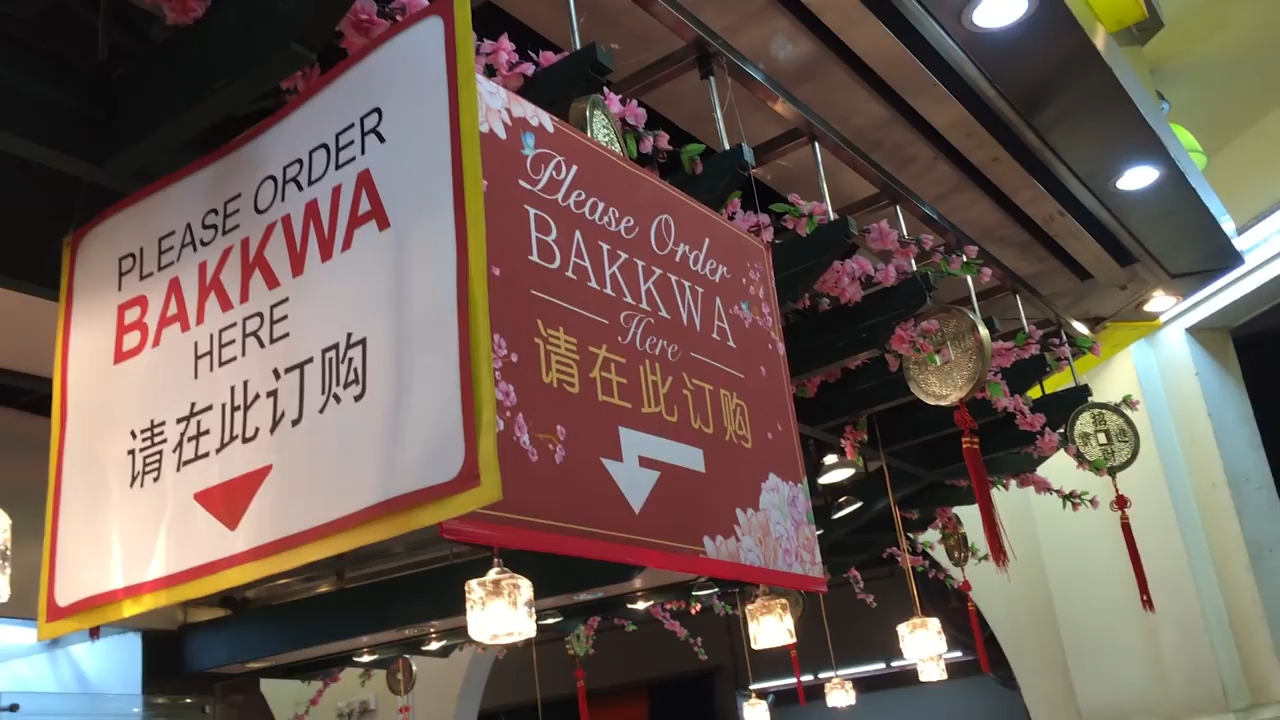 PLEASE ORDER
BAKKWA
HERE
请在此订购
Please Order
BAKKWA
Here
请在此订购